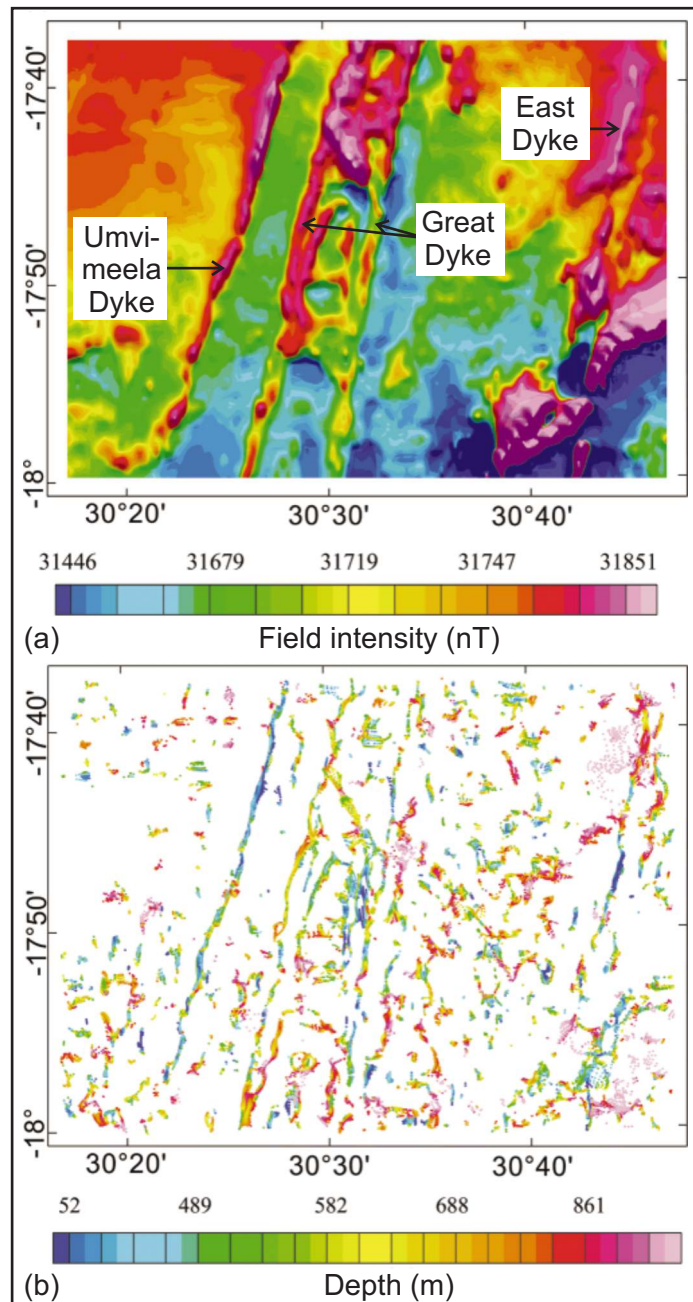 -17°40'
-17°50'
-18°
East
Dyke
Umvi-
meela
Dyke
Great
Dyke
30°20'
30°30'
30°40'
31446
31679
31719
31747
31851
(a)
Field intensity (nT)
-17°40'
-17°50'
-18°
30°20'
30°30'
30°40'
52
489
582
688
861
(b)
Depth (m)